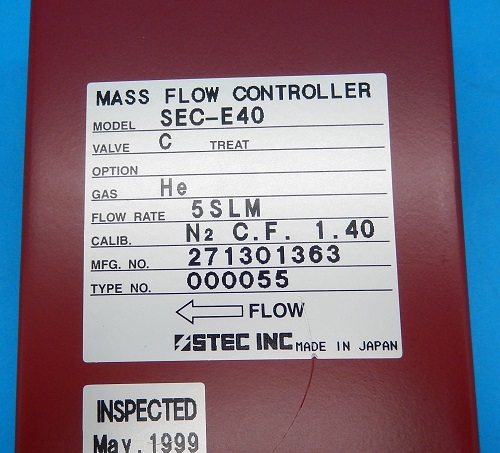 MASS FLOW CONTROLLER
MODEL SEC-E40
VALVE C TREAT
OPTION
GAS He
FLOW RATE 5SLM
CALIB. N2 C.F. 1.40
MFG. NO. 271301363
TYPE NO. 000055
FLOW
STEC INC MADE IN JAPAN
INSPECTED
May.1999